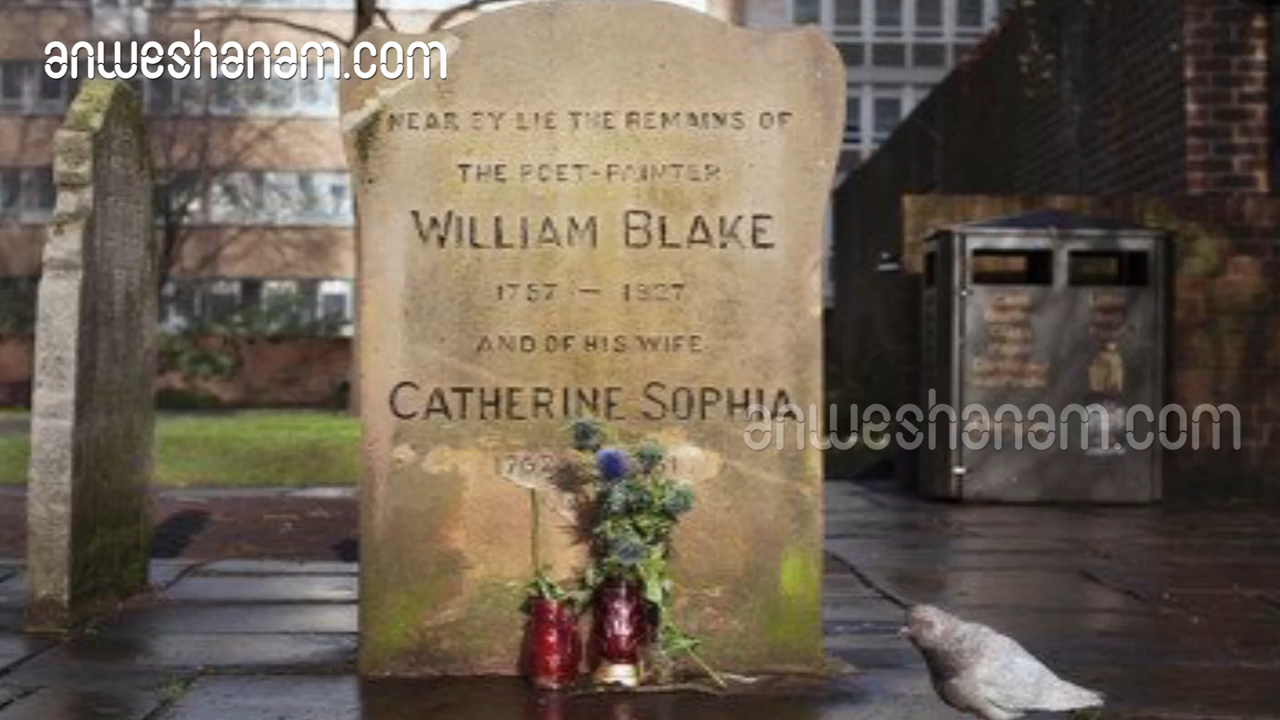 anweshanam.com
NEAR BY LIE THE REMAINS OF
THE POET-PAINTER
WILLIAM BLAKE
1757 — 1827
AND OF HIS WIFE
CATHERINE SOPHIA
anweshanam.com
1762